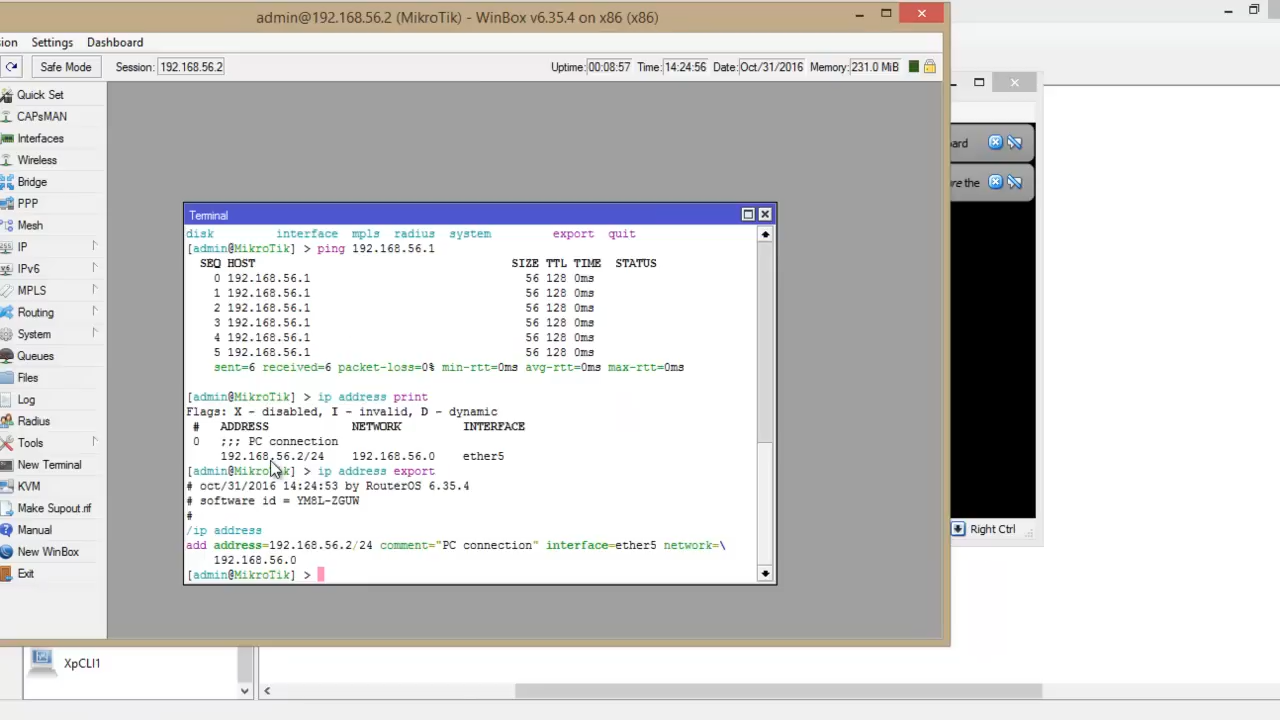 admin@192.168.56.2 (MikroTik) - WinBox v6.35.4 on x86 (x86)
ion Settings Dashboard
Safe Mode Session: 192.168.56.2 Uptime: 00:08:57 Time: 14:24:56 Date: Oct/31/2016 Memory: 231.0 MiB
Quick Set
CAPsMAN
Interfaces
Wireless
Bridge
PPP
Mesh
IP
IPv6
MPLS
Routing
System
Queues
Files
Log
Radius
Tools
New Terminal
KVM
Make Supout.rif
Manual
New WinBox
Exit
Terminal
disk interface mpls radius system export quit
[admin@MikroTik] > ping 192.168.56.1
SEQ HOST SIZE TTL TIME STATUS
0 192.168.56.1 56 128 0ms
1 192.168.56.1 56 128 0ms
2 192.168.56.1 56 128 0ms
3 192.168.56.1 56 128 0ms
4 192.168.56.1 56 128 0ms
5 192.168.56.1 56 128 0ms
sent=6 received=6 packet-loss=0% min-rtt=0ms avg-rtt=0ms max-rtt=0ms
[admin@MikroTik] > ip address print
Flags: X - disabled, I - invalid, D - dynamic
# ADDRESS NETWORK INTERFACE
0 ;;; PC connection
192.168.56.2/24 192.168.56.0 ether5
[admin@MikroTik] > ip address export
# oct/31/2016 14:24:53 by RouterOS 6.35.4
# software id = YM8L-ZGUW
#
/ip address
add address=192.168.56.2/24 comment="PC connection" interface=ether5 network=\
192.168.56.0
[admin@MikroTik] >
ard
re the
Right Ctrl
XpCLI1